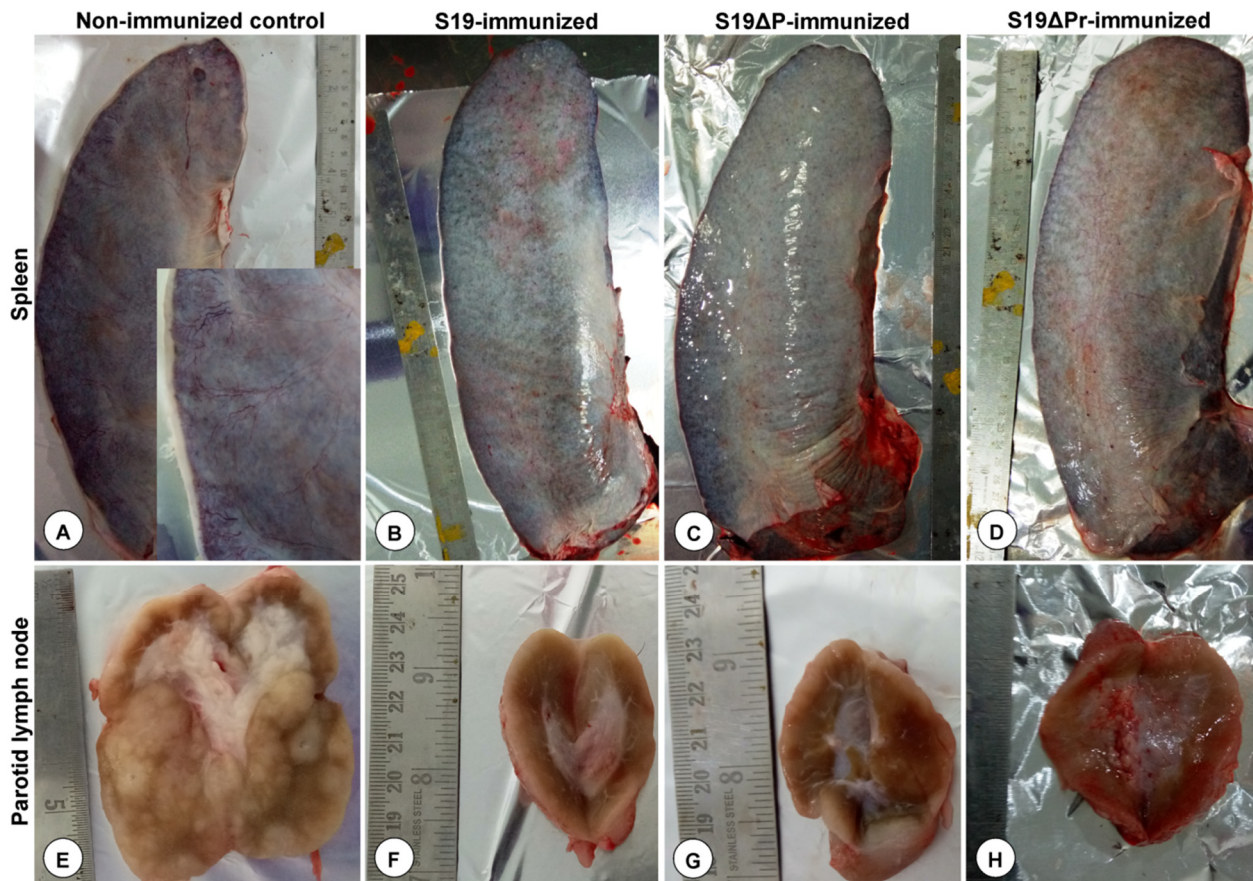 Non-immunized control
S19-immunized
S19ΔP-immunized
S19ΔPr-immunized
Spleen
A
B
C
D
Parotid lymph node
5
E
25
24
23
22
21
20
19
1
9
8
STAINLESS STEEL
F
24
23
22
21
20
19
9
8
STAINLESS STEEL
G
H